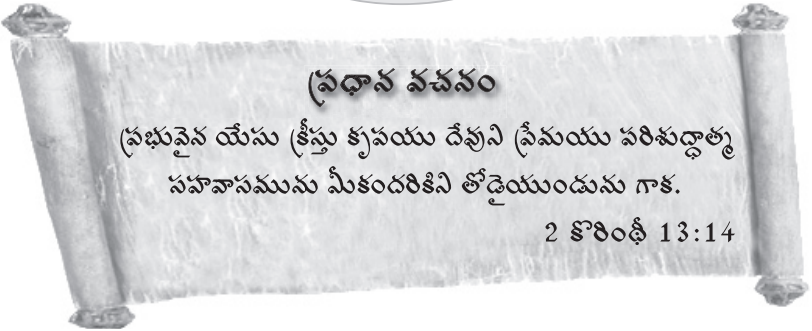 ప్రధాన వచనం
ప్రభువైన యేసు క్రీస్తు కృపయు దేవుని ప్రేమయు పరిశుద్ధాత్మ
సహవాసమును మీకందరికిని తోడైయుండును గాక.
2 కొరింథీ 13:14